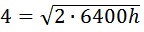 4 = √2 · 6400h